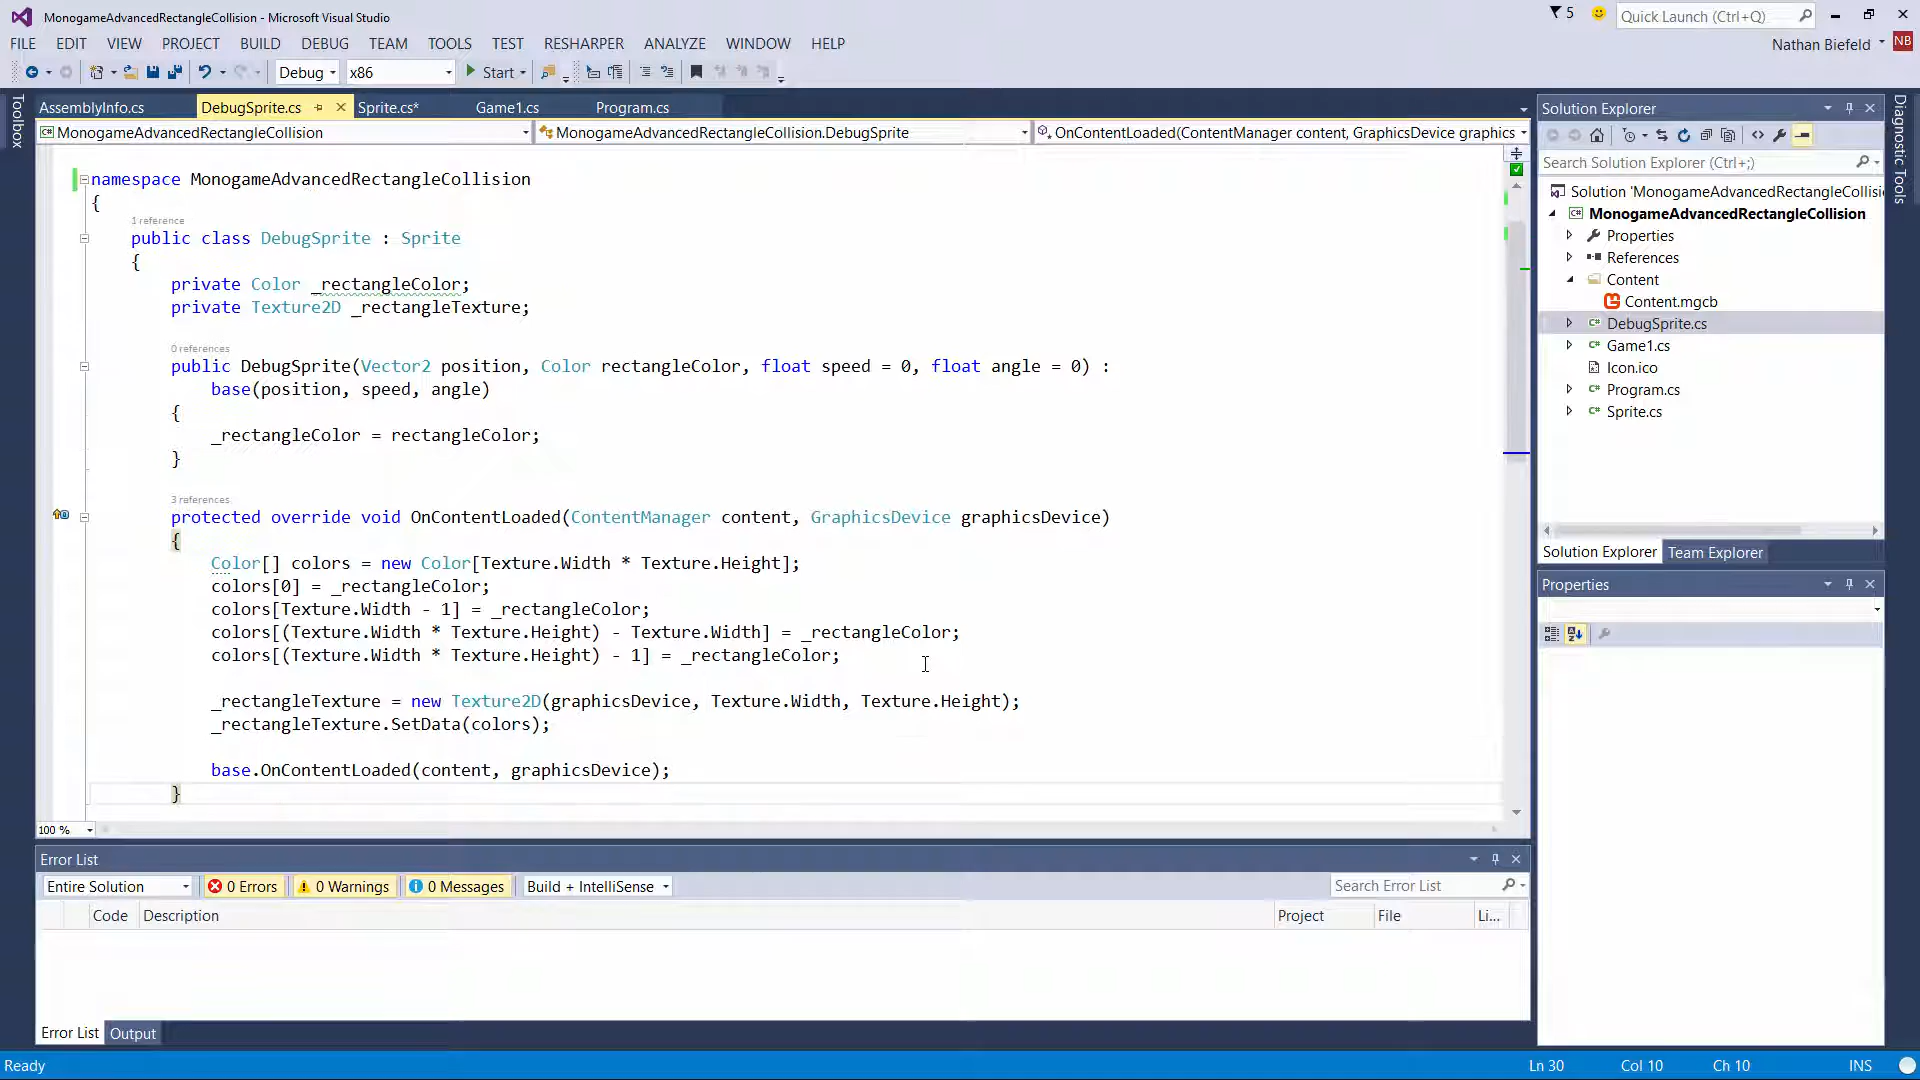 MonogameAdvancedRectangleCollision - Microsoft Visual Studio
5
Quick Launch (Ctrl+Q)
FILE EDIT VIEW PROJECT BUILD DEBUG TEAM TOOLS TEST RESHARPER ANALYZE WINDOW HELP
Nathan Biefeld
NB
Debug x86 Start
Toolbox
AssemblyInfo.cs DebugSprite.cs Sprite.cs* Game1.cs Program.cs
MonogameAdvancedRectangleCollision MonogameAdvancedRectangleCollision.DebugSprite OnContentLoaded(ContentManager content, GraphicsDevice graphics
namespace MonogameAdvancedRectangleCollision
{
1 reference
public class DebugSprite : Sprite
{
private Color _rectangleColor;
private Texture2D _rectangleTexture;
0 references
public DebugSprite(Vector2 position, Color rectangleColor, float speed = 0, float angle = 0) :
base(position, speed, angle)
{
_rectangleColor = rectangleColor;
}
3 references
protected override void OnContentLoaded(ContentManager content, GraphicsDevice graphicsDevice)
{
Color[] colors = new Color[Texture.Width * Texture.Height];
colors[0] = _rectangleColor;
colors[Texture.Width - 1] = _rectangleColor;
colors[(Texture.Width * Texture.Height) - Texture.Width] = _rectangleColor;
colors[(Texture.Width * Texture.Height) - 1] = _rectangleColor;
_rectangleTexture = new Texture2D(graphicsDevice, Texture.Width, Texture.Height);
_rectangleTexture.SetData(colors);
base.OnContentLoaded(content, graphicsDevice);
}
100 %
Solution Explorer
Search Solution Explorer (Ctrl+;)
Solution 'MonogameAdvancedRectangleCollisi
MonogameAdvancedRectangleCollision
Properties
References
Content
Content.mgcb
DebugSprite.cs
Game1.cs
Icon.ico
Program.cs
Sprite.cs
Solution Explorer Team Explorer
Properties
Diagnostic Tools
Error List
Entire Solution 0 Errors 0 Warnings 0 Messages Build + IntelliSense Search Error List
Code Description Project File Li...
Error List Output
Ready Ln 30 Col 10 Ch 10 INS